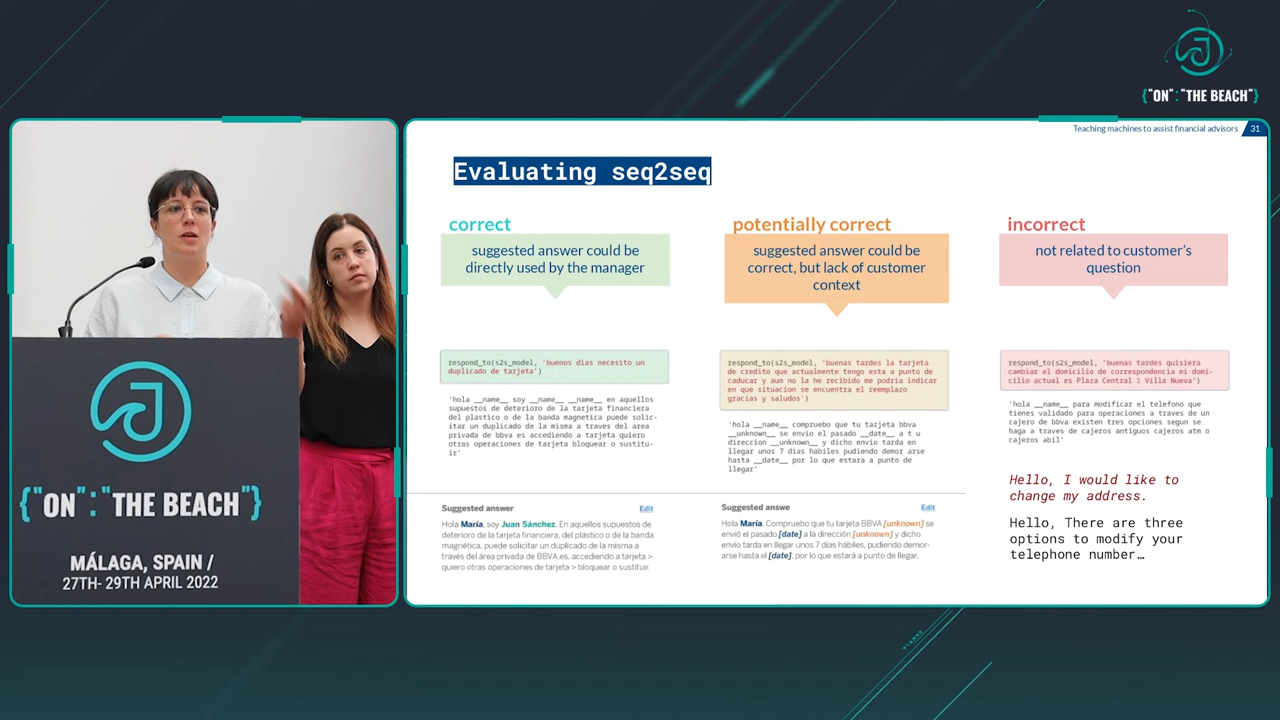 {"ON":"THE BEACH"}
Teaching machines to assist financial advisors 31
Evaluating seq2seq
correct
suggested answer could be
directly used by the manager
respond_to(s2s_model, 'buenos dias necesito un
duplicado de tarjeta')
'hola __name__ soy __name__ __name__ en aquellos
supuestos de deterioro de la tarjeta financiera
del plastico o de la banda magnetica puede solic-
itar un duplicado de la misma a traves del area
privada de bbva es accediendo a tarjeta quiero
otras operaciones de tarjeta bloquear o sustitu-
ir'
Suggested answer Edit
Hola María, soy Juan Sánchez. En aquellos supuestos de
deterioro de la tarjeta financiera, del plástico o de la banda
magnética, puede solicitar un duplicado de la misma a
través del área privada de BBVA.es, accediendo a tarjeta >
quiero otras operaciones de tarjeta > bloquear o sustituir.
potentially correct
suggested answer could be
correct, but lack of customer
context
respond_to(s2s_model, 'buenas tardes la tarjeta
de credito que actualmente tengo esta a punto de
caducar y aun no la he recibido me podria indicar
en que situacion se encuentra el reemplazo
gracias y saludos')
'hola __name__ compruebo que tu tarjeta bbva
__unknown__ se envio el pasado __date__ a t u
direccion __unknown__ y dicho envio tarda en
llegar unos 7 dias habiles pudiendo demor arse
hasta __date__ por lo que estara a punto de
llegar'
Suggested answe Edit
Hola María. Compruebo que tu tarjeta BBVA [unknown] se
envió el pasado [date] a la dirección [unknown] y dicho
envío tarda en llegar unos 7 días hábiles, pudiendo demor-
arse hasta el [date], por lo que estará a punto de llegar.
incorrect
not related to customer's
question
respond_to(s2s_model, 'buenas tardes quisiera
cambiar el domicilio de correspondencia mi domi-
cilio actual es Plaza Central 1 Villa Nueva')
'hola __name__ para modificar el telefono que
tienes validado para operaciones a traves de un
cajero de bbva existen tres opciones segun se
haga a traves de cajeros antiguos cajeros atm o
cajeros abil'
Hello, I would like to
change my address.
Hello, There are three
options to modify your
telephone number…
{"ON":"THE BEACH"}
MÁLAGA, SPAIN /
27TH- 29TH APRIL 2022